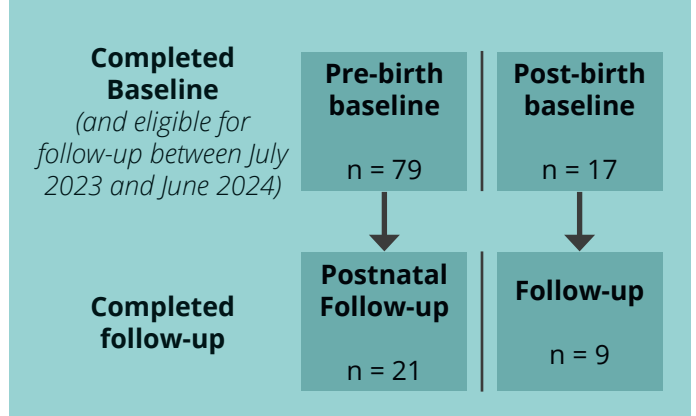 Completed
Baseline
(and eligible for
follow-up between July
2023 and June 2024)
Pre-birth
baseline
n = 79
Post-birth
baseline
n = 17
Completed
follow-up
Postnatal
Follow-up
n = 21
Follow-up
n = 9